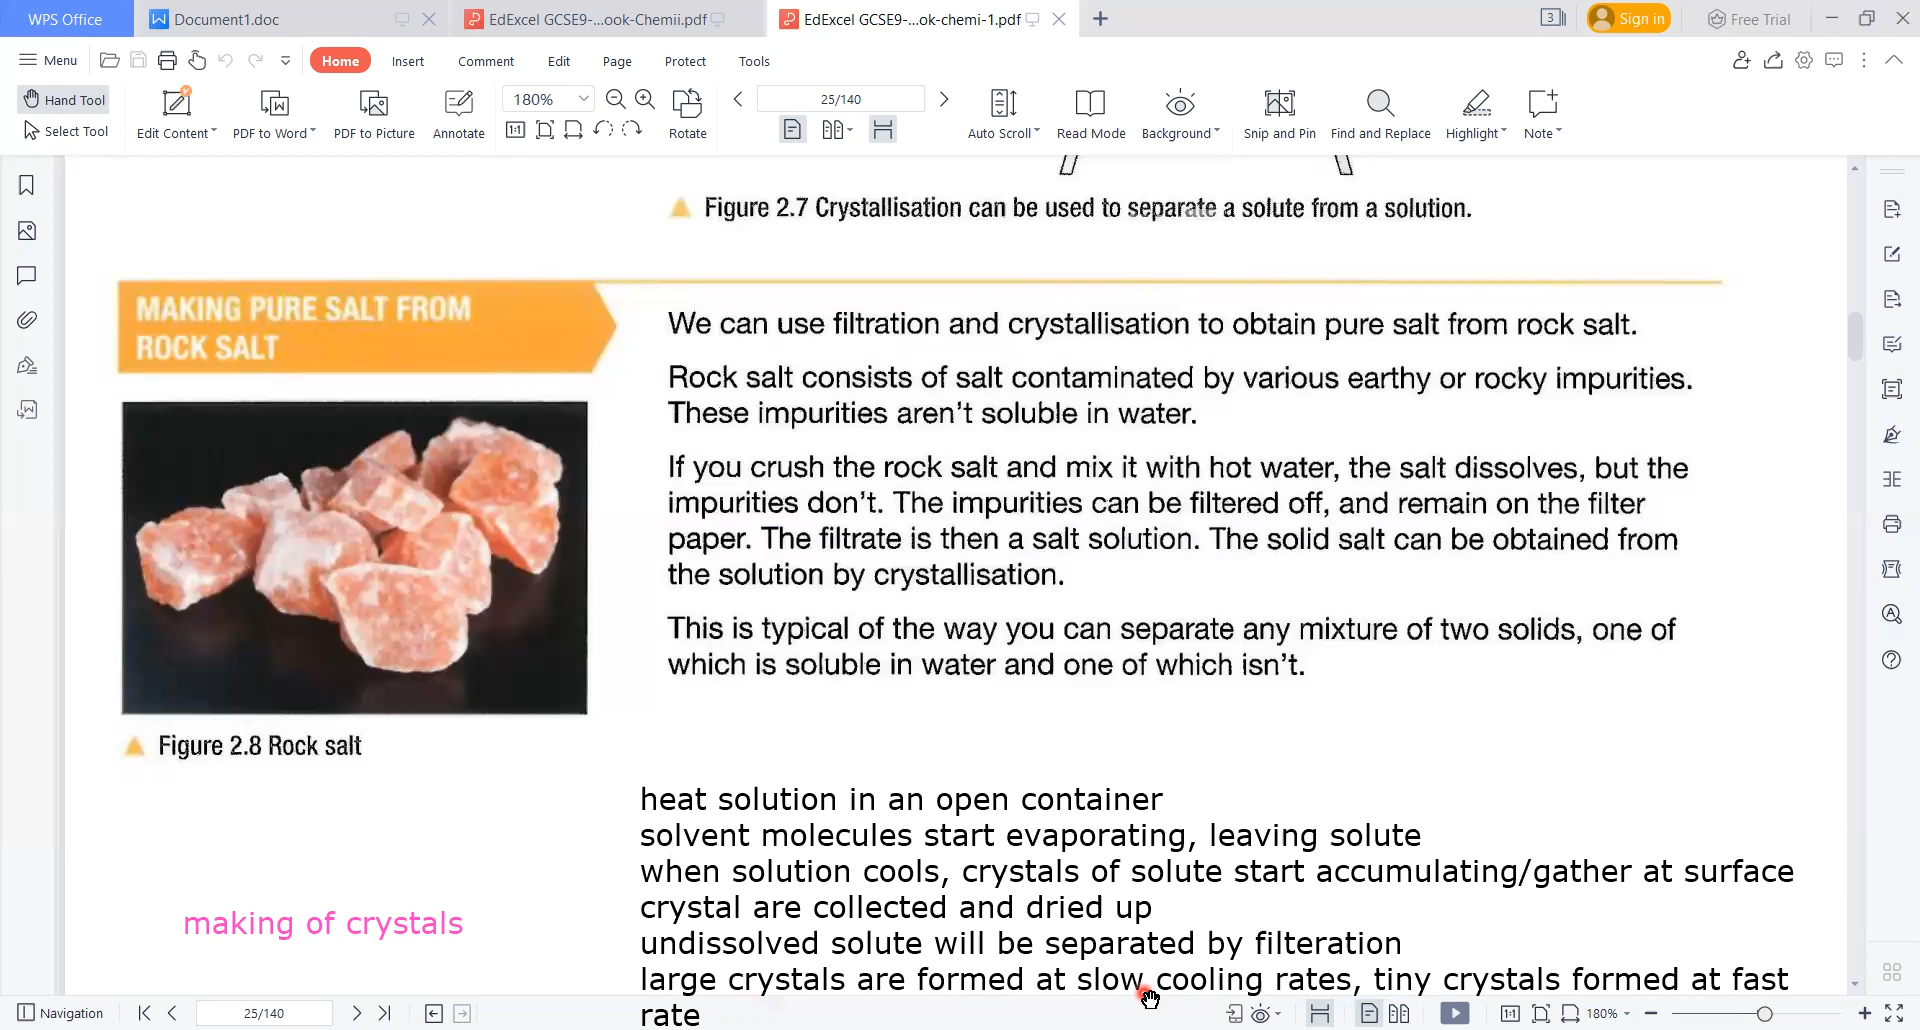 WPS Office
Document1.doc
EdExcel GCSE9-...ook-Chemii.pdf
EdExcel GCSE9-...ok-chemi-1.pdf
3
Sign in
Free Trial
Menu
Home
Insert
Comment
Edit
Page
Protect
Tools
Hand Tool
Select Tool
Edit Content
PDF to Word
PDF to Picture
Annotate
180%
1:1
Rotate
25/140
Auto Scroll
Read Mode
Background
Snip and Pin
Find and Replace
Highlight
Note
Figure 2.7 Crystallisation can be used to separate a solute from a solution.
MAKING PURE SALT FROM
ROCK SALT
We can use filtration and crystallisation to obtain pure salt from rock salt.
Rock salt consists of salt contaminated by various earthy or rocky impurities.
These impurities aren't soluble in water.
If you crush the rock salt and mix it with hot water, the salt dissolves, but the
impurities don't. The impurities can be filtered off, and remain on the filter
paper. The filtrate is then a salt solution. The solid salt can be obtained from
the solution by crystallisation.
This is typical of the way you can separate any mixture of two solids, one of
which is soluble in water and one of which isn't.
Figure 2.8 Rock salt
heat solution in an open container
solvent molecules start evaporating, leaving solute
when solution cools, crystals of solute start accumulating/gather at surface
crystal are collected and dried up
making of crystals
undissolved solute will be separated by filteration
large crystals are formed at slow cooling rates, tiny crystals formed at fast
rate
Navigation
25/140
1:1
180%